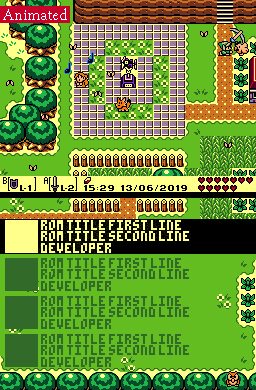 Animated
B L-1 A L-2 15:29 13/06/2019
ROM TITLE FIRST LINE
ROM TITLE SECOND LINE
DEVELOPER
ROM TITLE FIRST LINE
ROM TITLE SECOND LINE
DEVELOPER
ROM TITLE FIRST LINE
ROM TITLE SECOND LINE
DEVELOPER
ROM TITLE FIRST LINE
ROM TITLE SECOND LINE
DEVELOPER